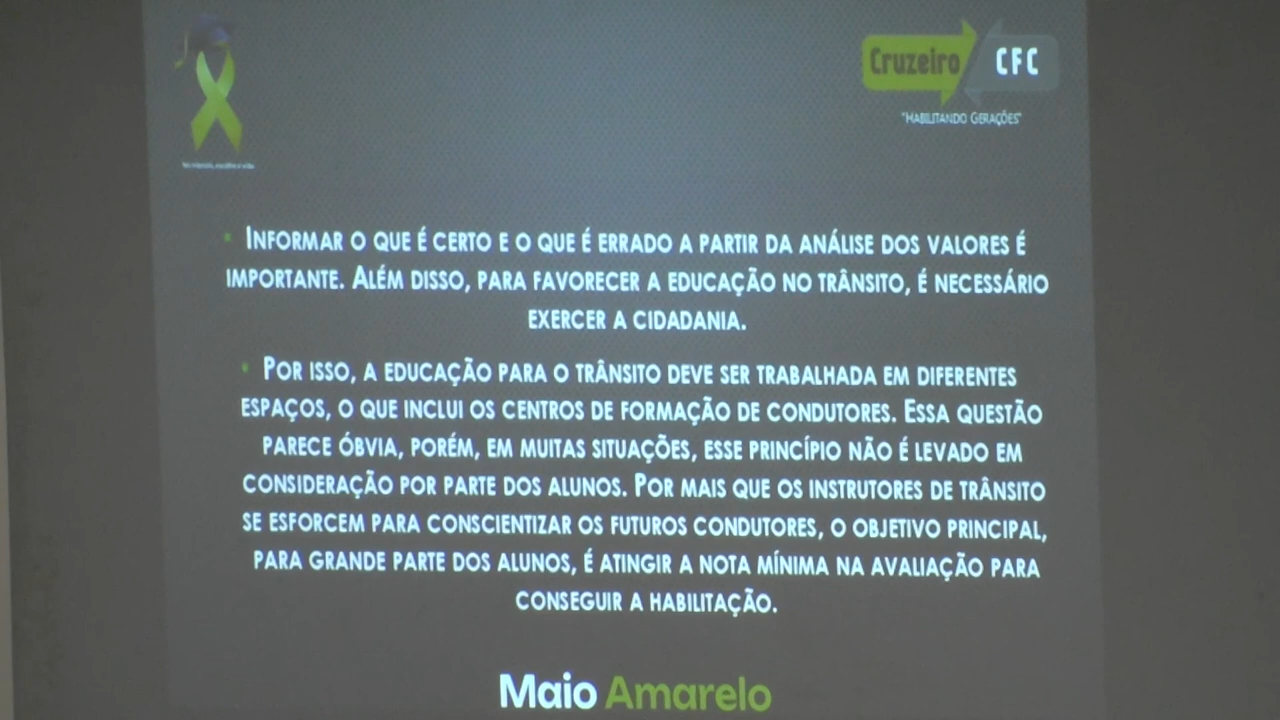 Cruzeiro CFC
"HABILITANDO GERAÇÕES"
INFORMAR O QUE É CERTO E O QUE É ERRADO A PARTIR DA ANÁLISE DOS VALORES É
IMPORTANTE. ALÉM DISSO, PARA FAVORECER A EDUCAÇÃO NO TRÂNSITO, É NECESSÁRIO
EXERCER A CIDADANIA.
POR ISSO, A EDUCAÇÃO PARA O TRÂNSITO DEVE SER TRABALHADA EM DIFERENTES
ESPAÇOS, O QUE INCLUI OS CENTROS DE FORMAÇÃO DE CONDUTORES. ESSA QUESTÃO
PARECE ÓBVIA, PORÉM, EM MUITAS SITUAÇÕES, ESSE PRINCÍPIO NÃO É LEVADO EM
CONSIDERAÇÃO POR PARTE DOS ALUNOS. POR MAIS QUE OS INSTRUTORES DE TRÂNSITO
SE ESFORCEM PARA CONSCIENTIZAR OS FUTUROS CONDUTORES, O OBJETIVO PRINCIPAL,
PARA GRANDE PARTE DOS ALUNOS, É ATINGIR A NOTA MÍNIMA NA AVALIAÇÃO PARA
CONSEGUIR A HABILITAÇÃO.
Maio Amarelo